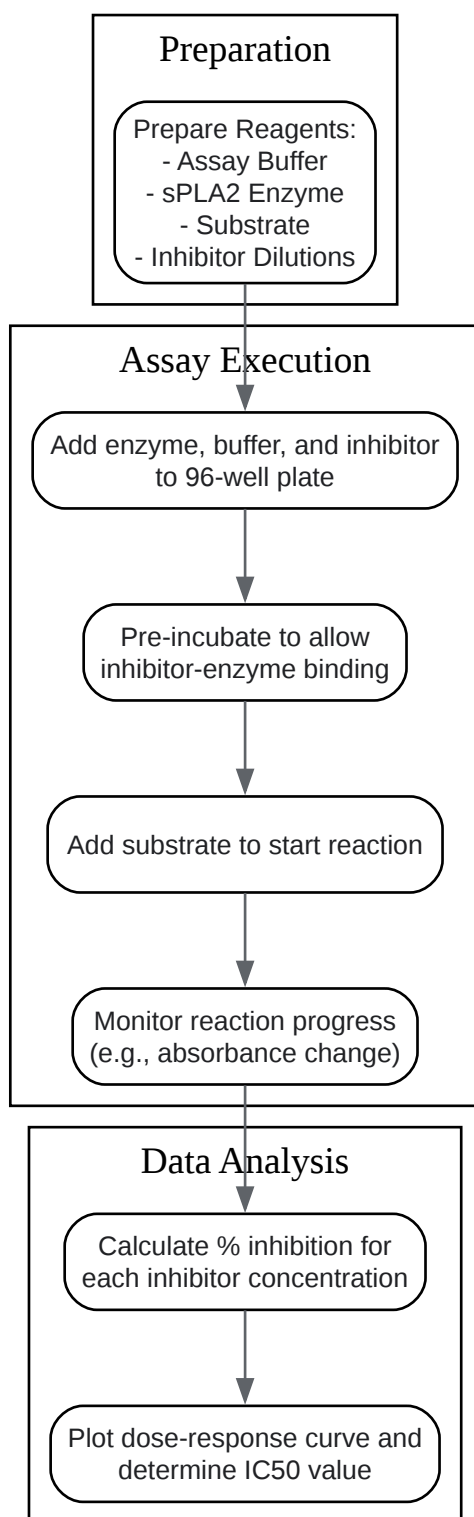 Preparation
Prepare Reagents:
- Assay Buffer
- sPLA2 Enzyme
- Substrate
- Inhibitor Dilutions
Assay Execution
Add enzyme, buffer, and inhibitor
to 96-well plate
Pre-incubate to allow
inhibitor-enzyme binding
Add substrate to start reaction
Monitor reaction progress
(e.g., absorbance change)
Data Analysis
Calculate % inhibition for
each inhibitor concentration
Plot dose-response curve and
determine IC50 value